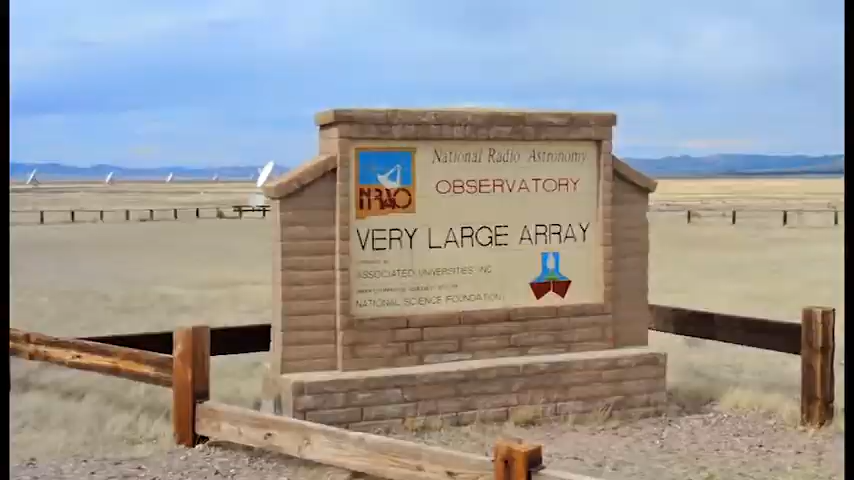 National Radio Astronomy
OBSERVATORY
NRAO
VERY LARGE ARRAY
ASSOCIATED UNIVERSITIES, INC.
NATIONAL SCIENCE FOUNDATION